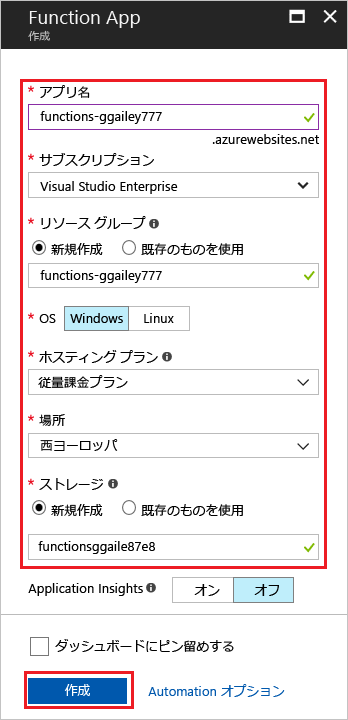 Function App
作成
* アプリ名
functions-ggailey777
.azurewebsites.net
* サブスクリプション
Visual Studio Enterprise
* リソース グループ
新規作成 既存のものを使用
functions-ggailey777
* OS Windows Linux
* ホスティング プラン
従量課金プラン
* 場所
西ヨーロッパ
* ストレージ
新規作成 既存のものを使用
functionsggaile87e8
Application Insights オン オフ
ダッシュボードにピン留めする
作成 Automation オプション